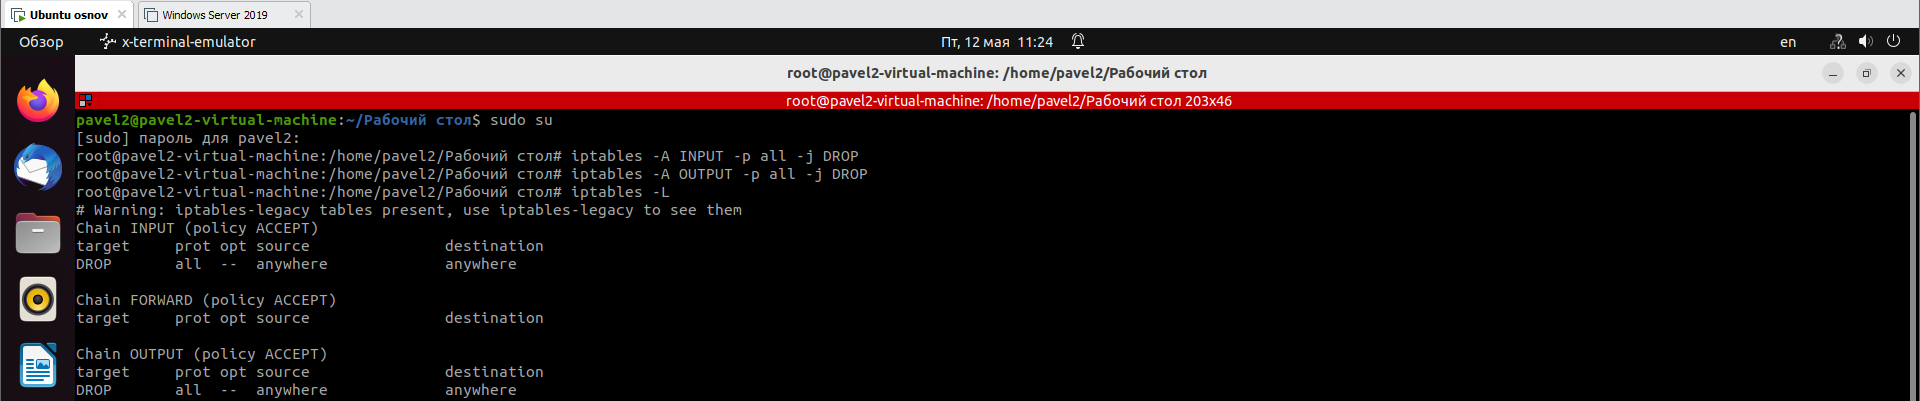 Ubuntu osnov
Windows Server 2019
Обзор x-terminal-emulator Пт, 12 мая 11:24 en
root@pavel2-virtual-machine: /home/pavel2/Рабочий стол
root@pavel2-virtual-machine: /home/pavel2/Рабочий стол 203x46
pavel2@pavel2-virtual-machine:~/Рабочий стол$ sudo su
[sudo] пароль для pavel2:
root@pavel2-virtual-machine:/home/pavel2/Рабочий стол# iptables -A INPUT -p all -j DROP
root@pavel2-virtual-machine:/home/pavel2/Рабочий стол# iptables -A OUTPUT -p all -j DROP
root@pavel2-virtual-machine:/home/pavel2/Рабочий стол# iptables -L
# Warning: iptables-legacy tables present, use iptables-legacy to see them
Chain INPUT (policy ACCEPT)
target     prot opt source               destination
DROP       all  --  anywhere             anywhere
Chain FORWARD (policy ACCEPT)
target     prot opt source               destination
Chain OUTPUT (policy ACCEPT)
target     prot opt source               destination
DROP       all  --  anywhere             anywhere